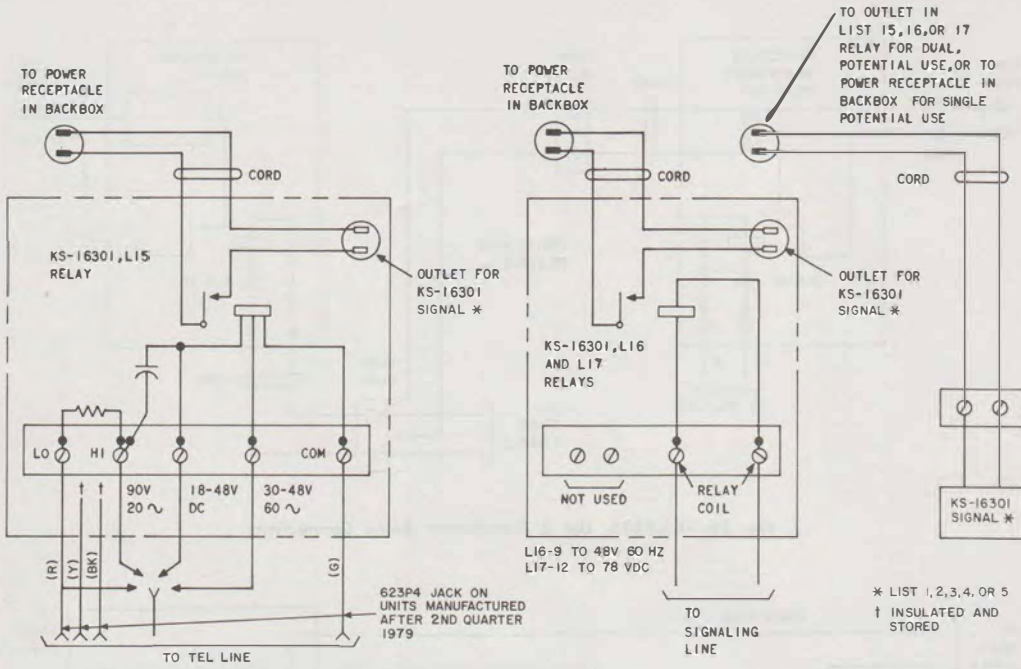 TO POWER
RECEPTACLE
IN BACKBOX
CORD
KS-16301, L15
RELAY
OUTLET FOR
KS-16301
SIGNAL *
LO
HI
COM
90V
20 ~
18-48V
DC
30-48V
60 ~
†
†
(R)
(Y)
(BK)
(G)
623P4 JACK ON
UNITS MANUFACTURED
AFTER 2ND QUARTER
1979
TO TEL LINE
TO POWER
RECEPTACLE
IN BACKBOX
CORD
OUTLET FOR
KS-16301
SIGNAL *
KS-16301, L16
AND L17
RELAYS
NOT USED
RELAY
COIL
L16-9 TO 48V 60 HZ
L17-12 TO 78 VDC
TO
SIGNALING
LINE
TO OUTLET IN
LIST 15, 16, OR 17
RELAY FOR DUAL,
POTENTIAL USE, OR TO
POWER RECEPTACLE IN
BACKBOX FOR SINGLE
POTENTIAL USE
CORD
KS-16301
SIGNAL *
* LIST 1, 2, 3, 4, OR 5
† INSULATED AND
STORED